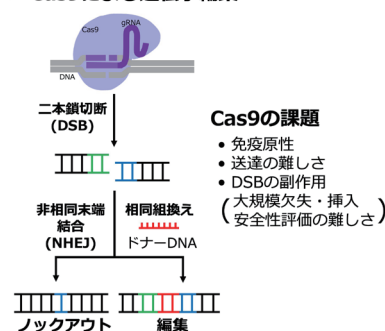 Cas9
gRNA
DNA
二本鎖切断
(DSB)
Cas9の課題
• 免疫原性
• 送達の難しさ
• DSBの副作用
(大規模欠失・挿入
安全性評価の難しさ)
非相同末端
結合
(NHEJ)
相同組換え
ドナーDNA
ノックアウト
編集